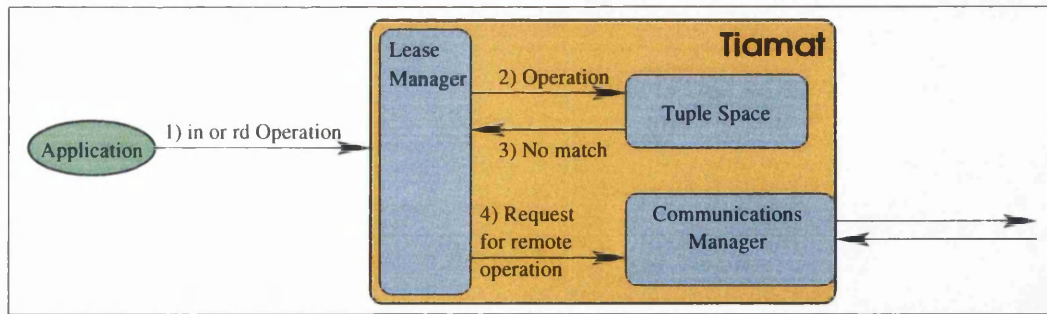 Tiamat
Lease
Manager
2) Operation
Tuple Space
1) in or rd Operation
Application
3) No match
4) Request
for remote
operation
Communications
Manager